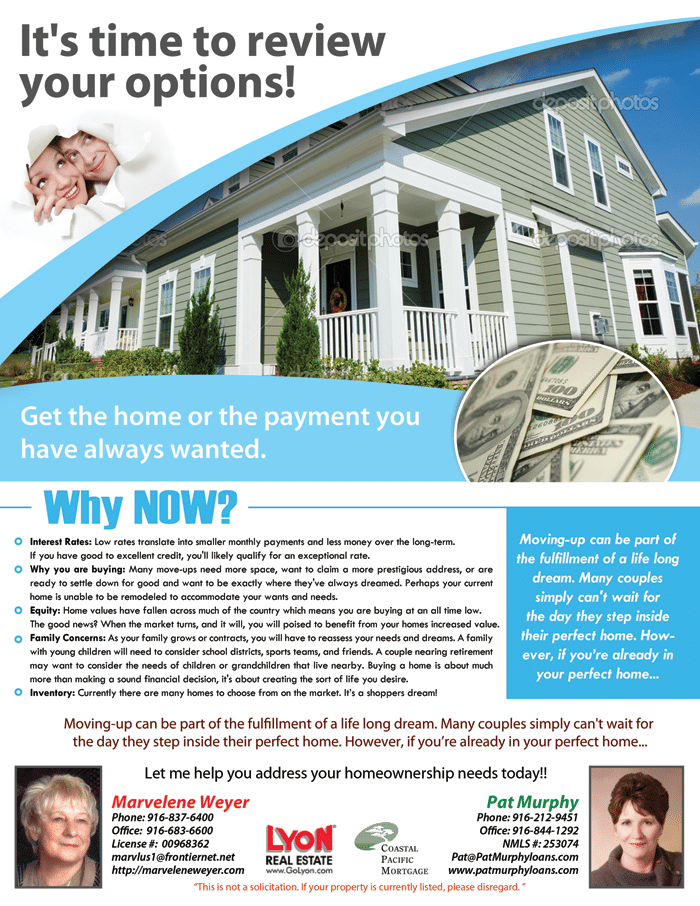 It's time to review
your options!
depositphotos
depositphotos
depositphotos
Get the home or the payment you
have always wanted.
Why NOW?
Interest Rates: Low rates translate into smaller monthly payments and less money over the long-term.
If you have good to excellent credit, you'll likely qualify for an exceptional rate.
Why you are buying: Many move-ups need more space, want to claim a more prestigious address, or are
ready to settle down for good and want to be exactly where they've always dreamed. Perhaps your current
home is unable to be remodeled to accommodate your wants and needs.
Equity: Home values have fallen across much of the country which means you are buying at an all time low.
The good news? When the market turns, and it will, you will poised to benefit from your homes increased value.
Family Concerns: As your family grows or contracts, you will have to reassess your needs and dreams. A family
with young children will need to consider school districts, sports teams, and friends. A couple nearing retirement
may want to consider the needs of children or grandchildren that live nearby. Buying a home is about much
more than making a sound financial decision, it's about creating the sort of life you desire.
Inventory: Currently there are many homes to choose from on the market. It's a shoppers dream!
Moving-up can be part of
the fulfillment of a life long
dream. Many couples
simply can't wait for
the day they step inside
their perfect home. How-
ever, if you're already in
your perfect home...
Moving-up can be part of the fulfillment of a life long dream. Many couples simply can't wait for
the day they step inside their perfect home. However, if you're already in your perfect home...
Let me help you address your homeownership needs today!!
Marvelene Weyer
Phone: 916-837-6400
Office: 916-683-6600
License #: 00968362
marvlus1@frontiernet.net
http://marveleneweyer.com
LYON
REAL ESTATE
www.GoLyon.com
COASTAL
PACIFIC
MORTGAGE
Pat Murphy
Phone: 916-212-9451
Office: 916-844-1292
NMLS #: 253074
Pat@PatMurphyloans.com
www.patmurphyloans.com
"This is not a solicitation. If your property is currently listed, please disregard. "